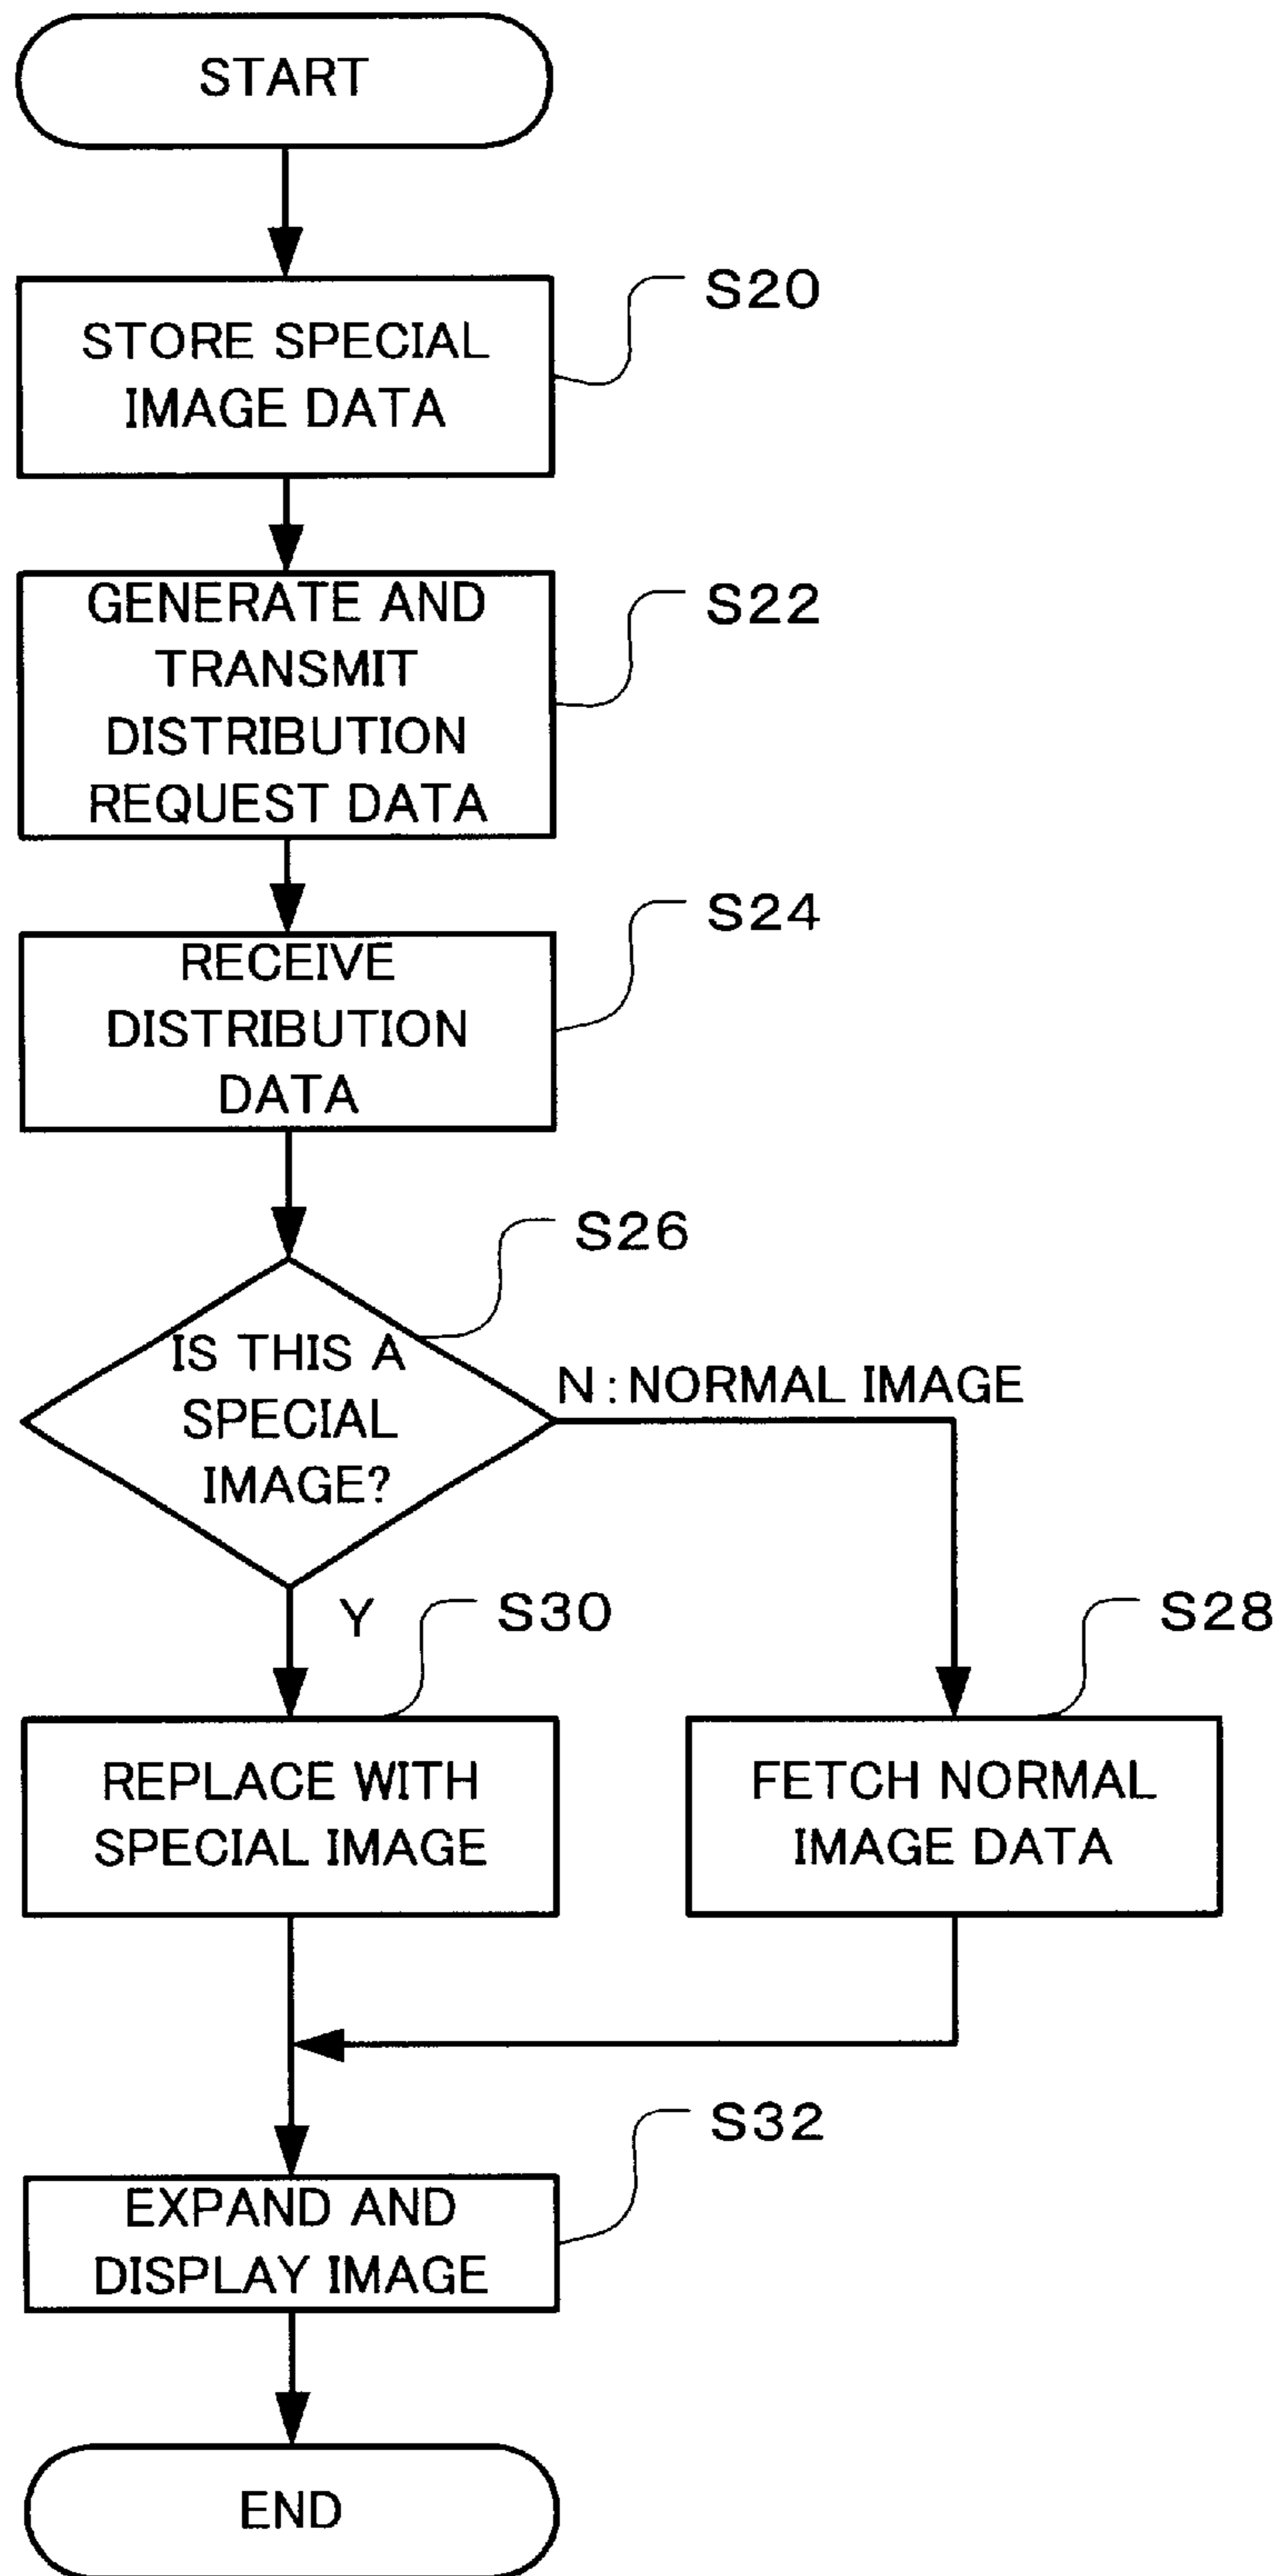 START
S20
STORE SPECIAL
IMAGE DATA
S22
GENERATE AND
TRANSMIT
DISTRIBUTION
REQUEST DATA
S24
RECEIVE
DISTRIBUTION
DATA
S26
IS THIS A
SPECIAL
IMAGE?
N : NORMAL IMAGE
Y
S30
S28
REPLACE WITH
SPECIAL IMAGE
FETCH NORMAL
IMAGE DATA
S32
EXPAND AND
DISPLAY IMAGE
END